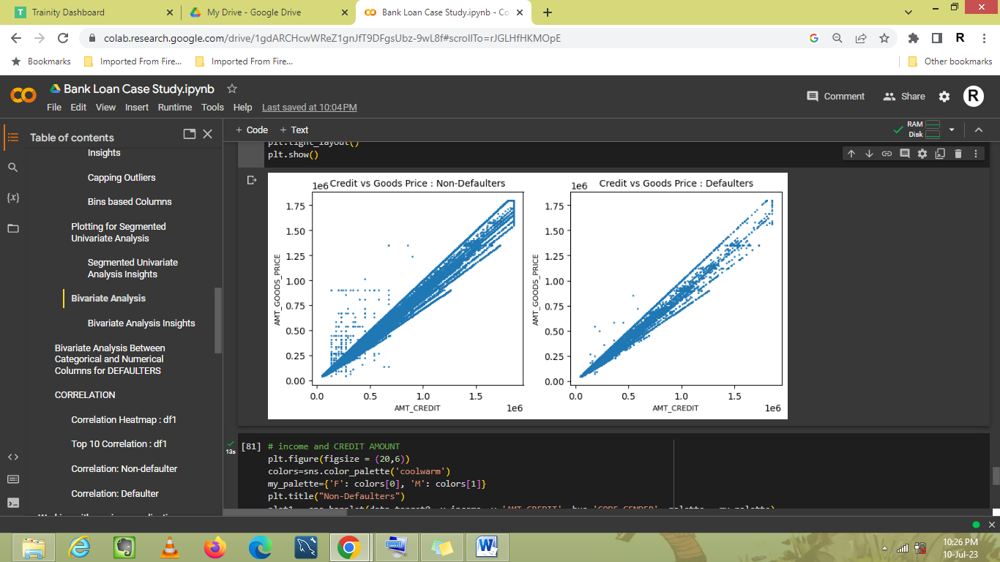 Trainity Dashboard
My Drive - Google Drive
Bank Loan Case Study.ipynb - Co
colab.research.google.com/drive/1gdARCHcwWReZ1gnJfT9DFgsUbz-9wL8f#scrollTo=rJGLHfHKMOpE
R
Bookmarks
Imported From Fire...
Imported From Fire...
Other bookmarks
Bank Loan Case Study.ipynb
File Edit View Insert Runtime Tools Help Last saved at 10:04 PM
Comment
Share
R
Table of contents
+ Code + Text
RAM
Disk
Insights
Capping Outliers
Bins based Columns
Plotting for Segmented
Univariate Analysis
Segmented Univariate
Analysis Insights
Bivariate Analysis
Bivariate Analysis Insights
Bivariate Analysis Between
Categorical and Numerical
Columns for DEFAULTERS
CORRELATION
Correlation Heatmap : df1
Top 10 Correlation : df1
Correlation: Non-defaulter
Correlation: Defaulter
plt.tight_layout()
plt.show()
1e6 Credit vs Goods Price : Non-Defaulters
1.75
1.50
1.25
1.00
0.75
0.50
0.25
0.00
AMT_GOODS_PRICE
0.0 0.5 1.0 1.5
AMT_CREDIT 1e6
1e6 Credit vs Goods Price : Defaulters
1.75
1.50
1.25
1.00
0.75
0.50
0.25
0.00
AMT_GOODS_PRICE
0.0 0.5 1.0 1.5
AMT_CREDIT 1e6
13s
[81] # income and CREDIT AMOUNT
plt.figure(figsize = (20,6))
colors=sns.color_palette('coolwarm')
my_palette={'F': colors[0], 'M': colors[1]}
plt.title("Non-Defaulters")
10:26 PM
10-Jul-23